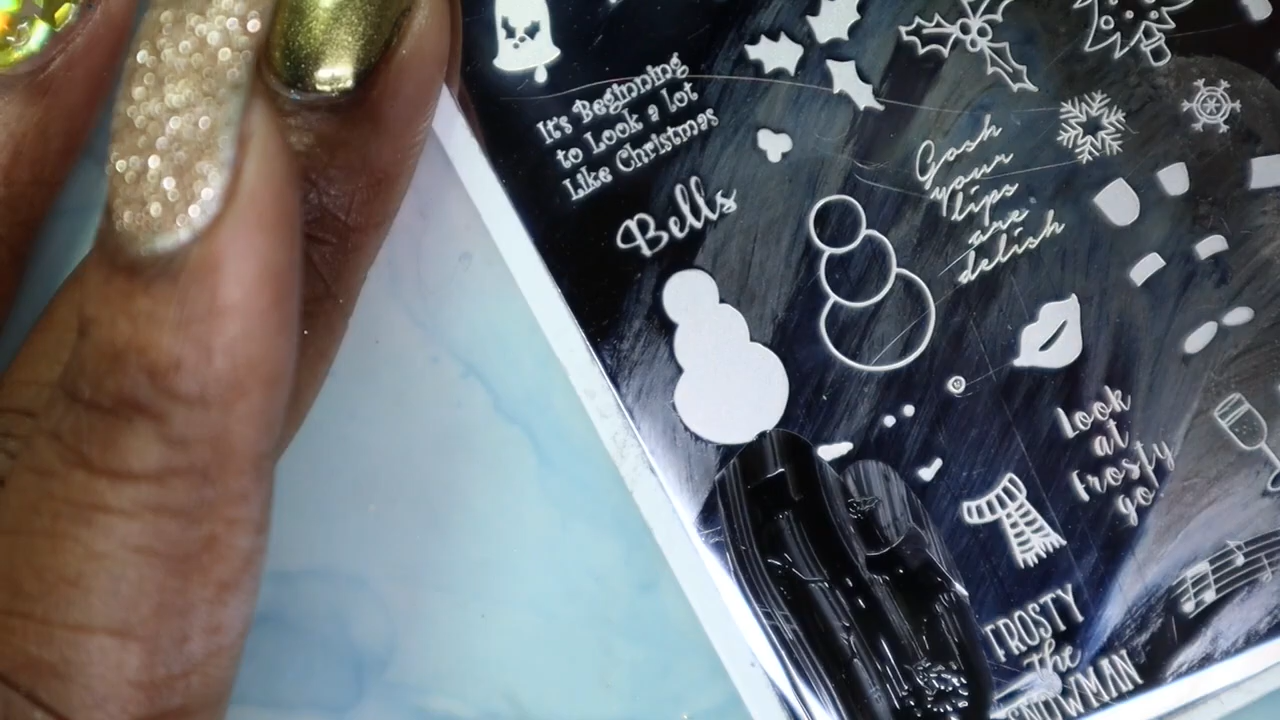 It's Beginning
to Look a lot
Like Christmas
Bells
Gosh
your
lips
are
delish
Look
at
Frosty
go
FROSTY
the
SNOWMAN